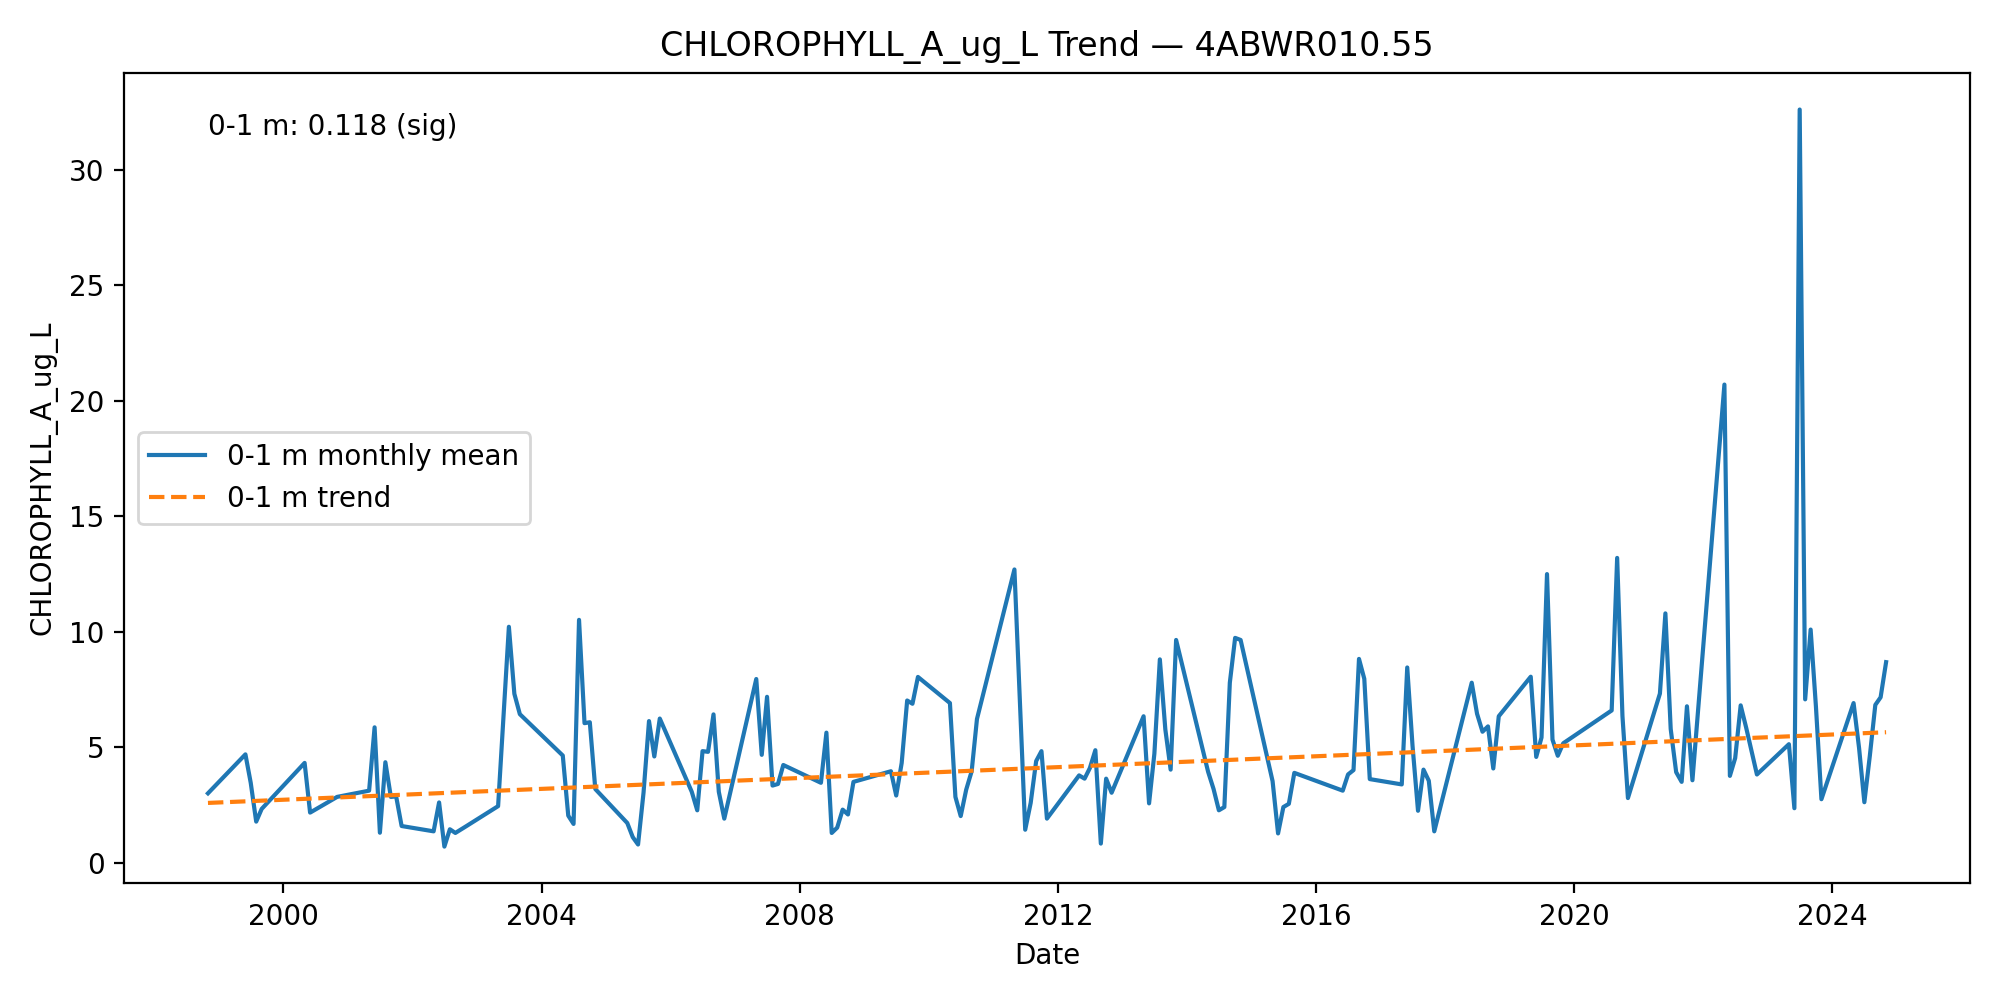 CHLOROPHYLL_A_ug_L Trend — 4ABWR010.55
0-1 m: 0.118 (sig)
CHLOROPHYLL_A_ug_L
30
25
20
15
10
5
0
0-1 m monthly mean
0-1 m trend
2000
2004
2008
2012
2016
2020
2024
Date